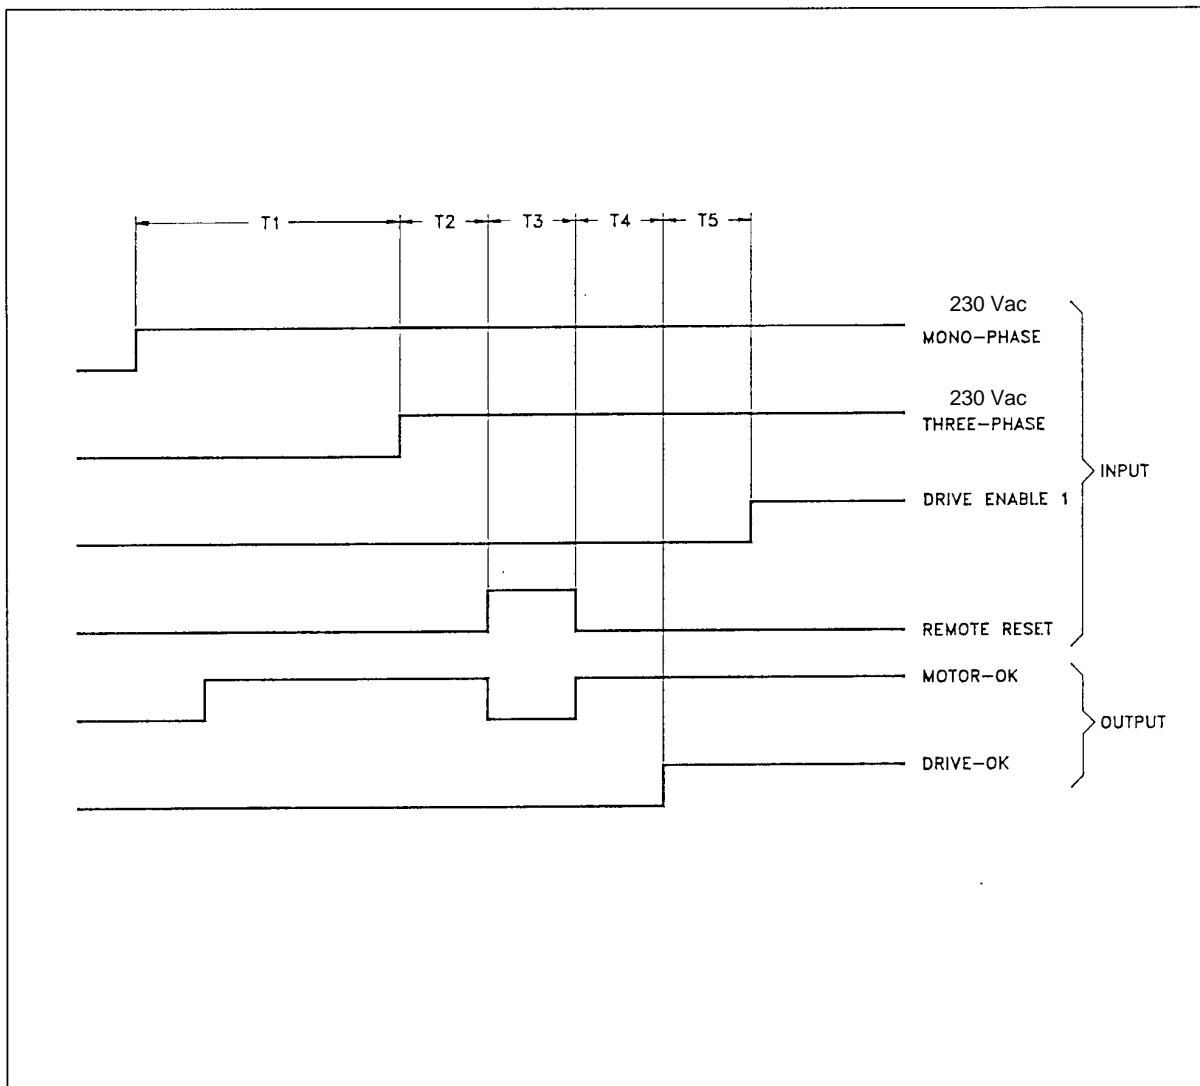 T1 T2 T3 T4 T5
230 Vac
MONO-PHASE
230 Vac
THREE-PHASE
INPUT
DRIVE ENABLE 1
REMOTE RESET
MOTOR-OK
OUTPUT
DRIVE-OK